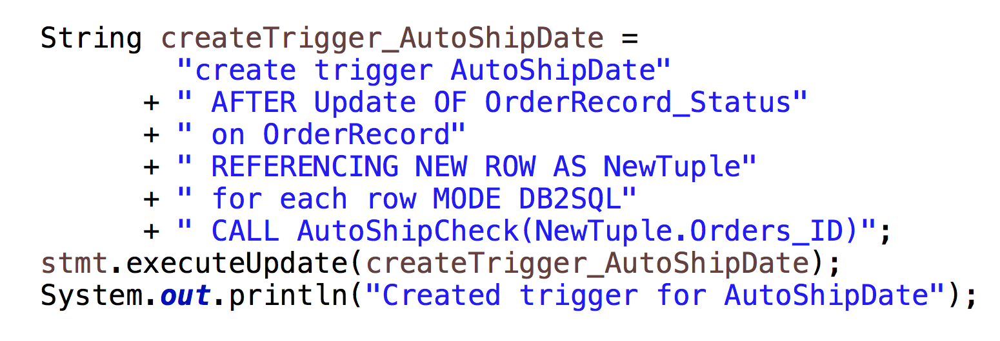 String createTrigger_AutoShipDate =
"create trigger AutoShipDate"
+ " AFTER Update OF OrderRecord_Status"
+ " on OrderRecord"
+ " REFERENCING NEW ROW AS NewTuple"
+ " for each row MODE DB2SQL"
+ " CALL AutoShipCheck(NewTuple.Orders_ID)";
stmt.executeUpdate(createTrigger_AutoShipDate);
System.out.println("Created trigger for AutoShipDate");